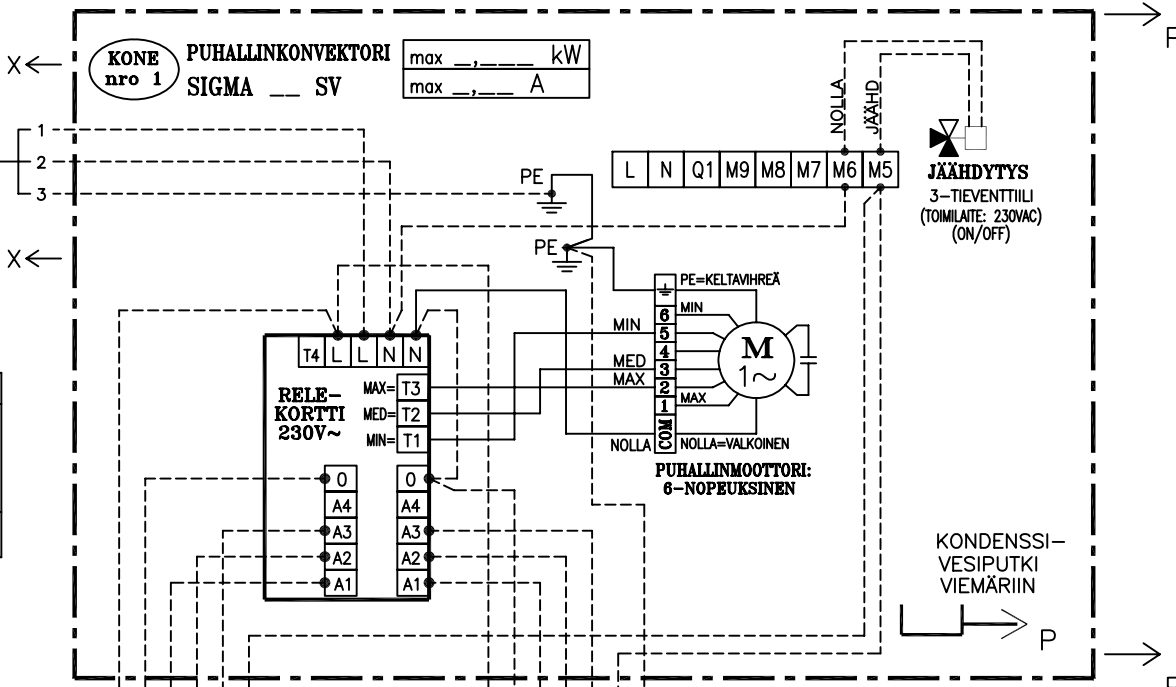 KONE
nro 1
PUHALLINKONVEKTORI
SIGMA __ SV
max _,___ kW
max _,__ A
X
X
1
2
3
PE
PE
NOLLA
JÄÄHD
L N Q1 M9 M8 M7 M6 M5
JÄÄHDYTYS
3-TIEVENTTIILI
(TOIMILAITE: 230VAC)
(ON/OFF)
T4 L L N N
RELE-
KORTTI
230V~
MAX= T3
MED= T2
MIN= T1
0
A4
A3
A2
A1
0
A4
A3
A2
A1
MIN
MED
MAX
NOLLA
6
5
4
3
2
1
COM
PE=KELTAVIHREÄ
MIN
MAX
NOLLA=VALKOINEN
M
1~
PUHALLINMOOTTORI:
6-NOPEUKSINEN
KONDENSSI-
VESIPUTKI
VIEMÄRIIN
P